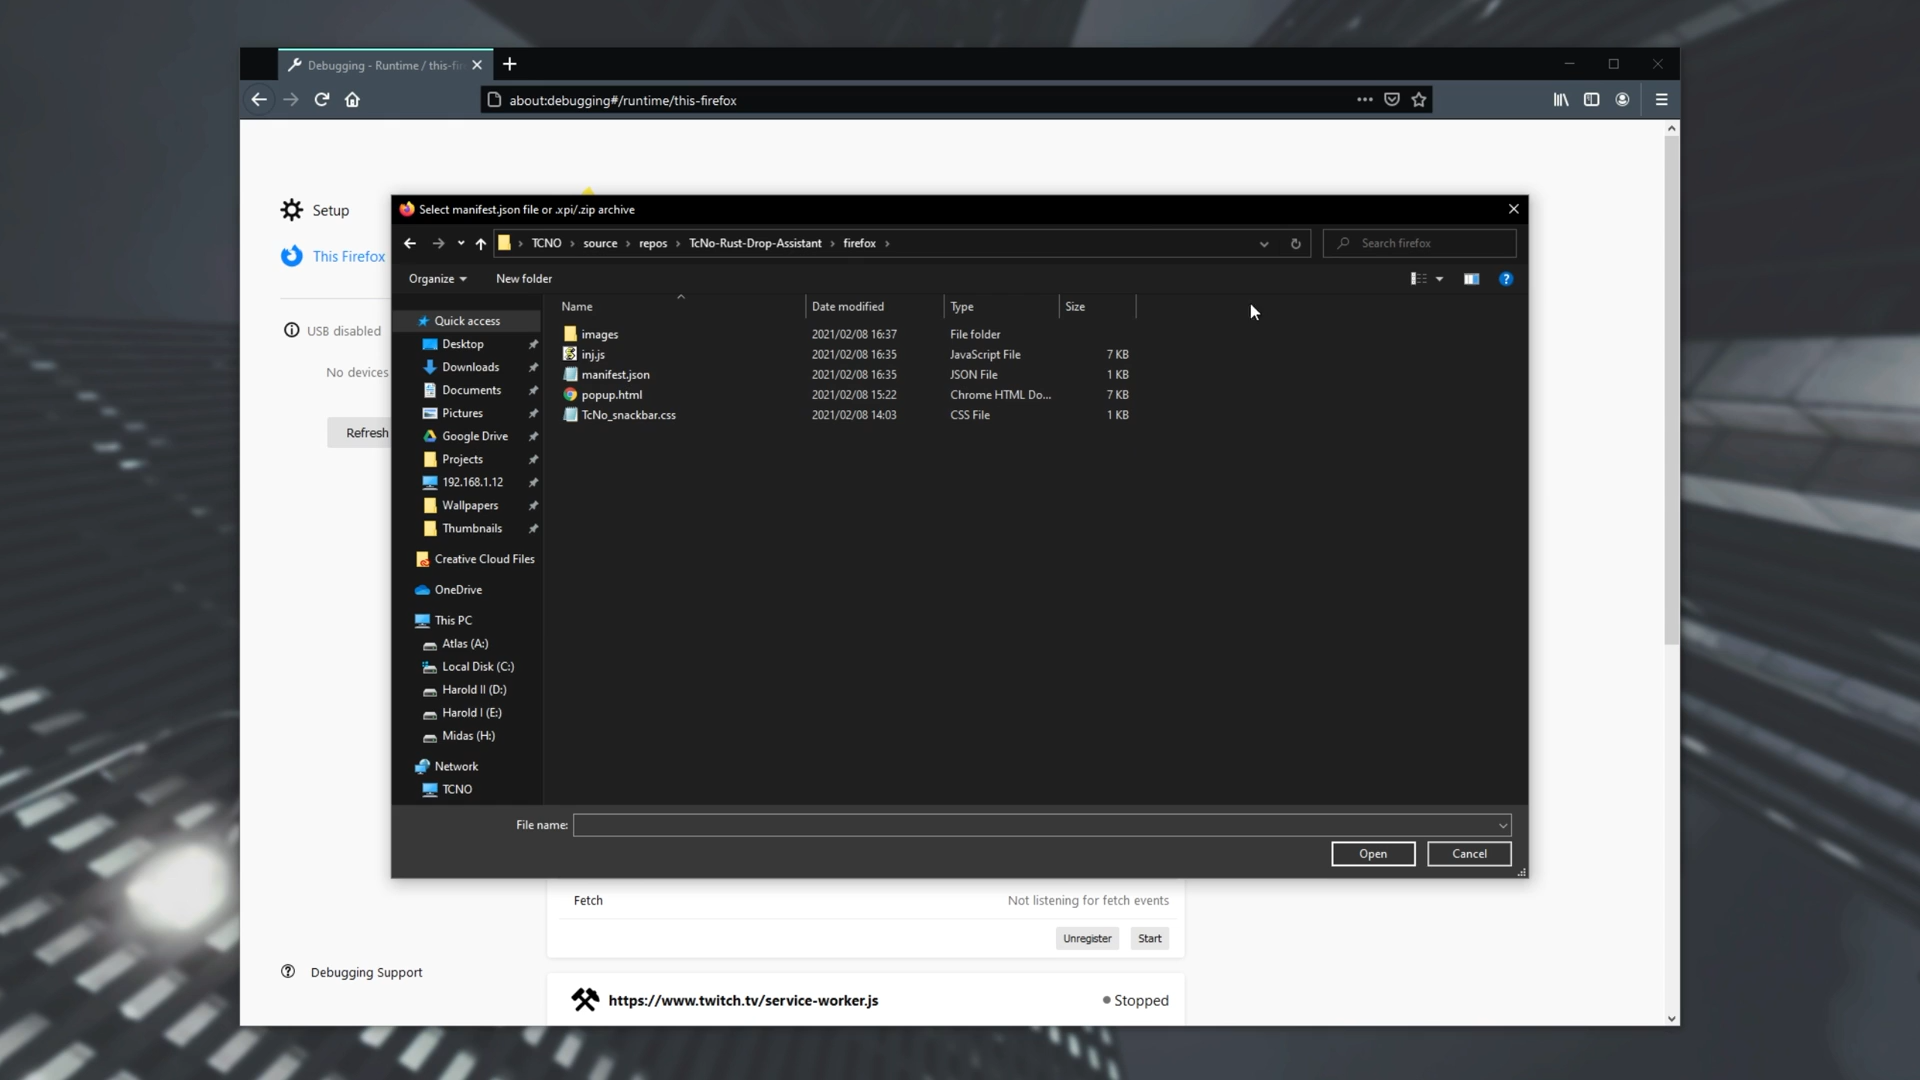 Debugging - Runtime / this-fir
about:debugging#/runtime/this-firefox
Setup
This Firefox
USB disabled
No devices
Refresh
Select manifest.json file or .xpi/.zip archive
TCNO > source > repos > TcNo-Rust-Drop-Assistant > firefox >
Search firefox
Organize
New folder
Name Date modified Type Size
images 2021/02/08 16:37 File folder
inj.js 2021/02/08 16:35 JavaScript File 7 KB
manifest.json 2021/02/08 16:35 JSON File 1 KB
popup.html 2021/02/08 15:22 Chrome HTML Do... 7 KB
TcNo_snackbar.css 2021/02/08 14:03 CSS File 1 KB
Quick access
Desktop
Downloads
Documents
Pictures
Google Drive
Projects
192.168.1.12
Wallpapers
Thumbnails
Creative Cloud Files
OneDrive
This PC
Atlas (A:)
Local Disk (C:)
Harold II (D:)
Harold I (E:)
Midas (H:)
Network
TCNO
File name:
Open
Cancel
Fetch Not listening for fetch events
Unregister
Start
Debugging Support
https://www.twitch.tv/service-worker.js
Stopped